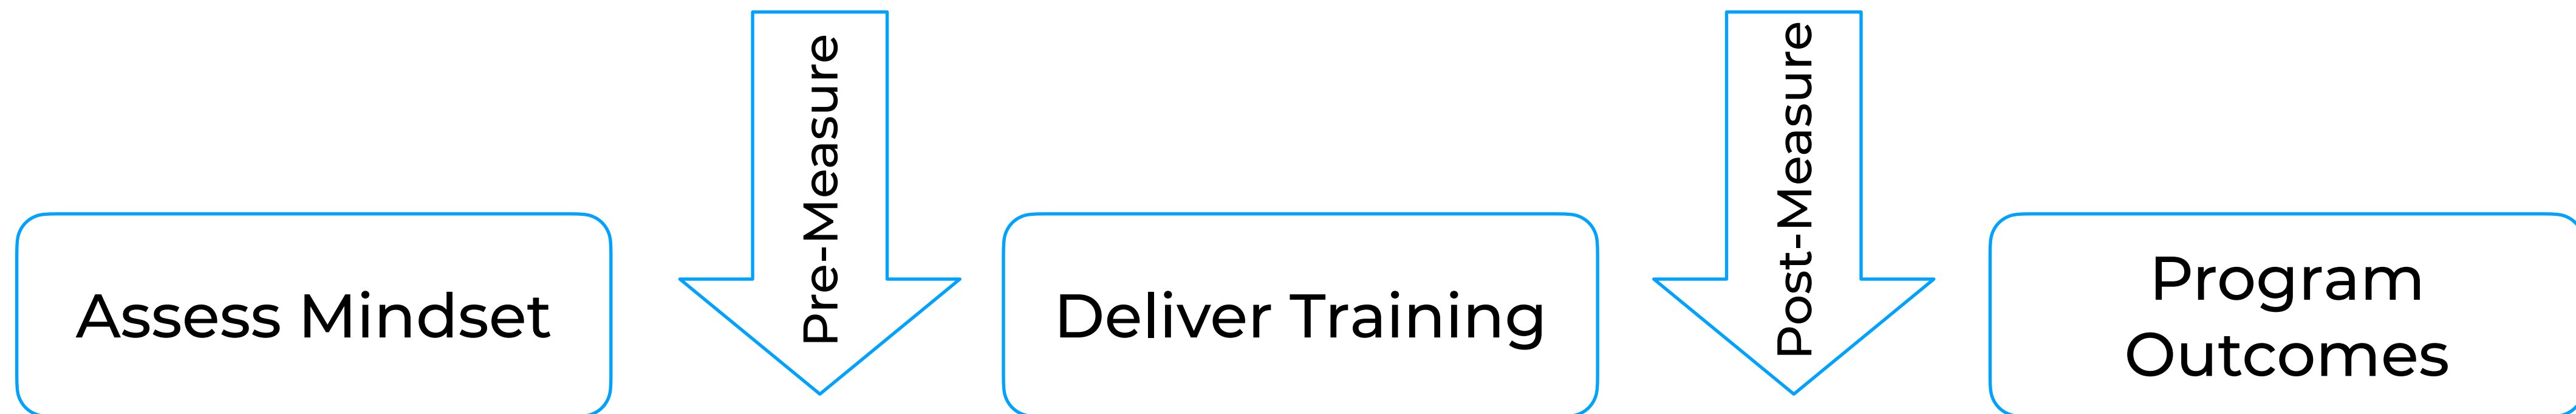 Assess Mindset
Pre-Measure
Deliver Training
Post-Measure
Program
Outcomes